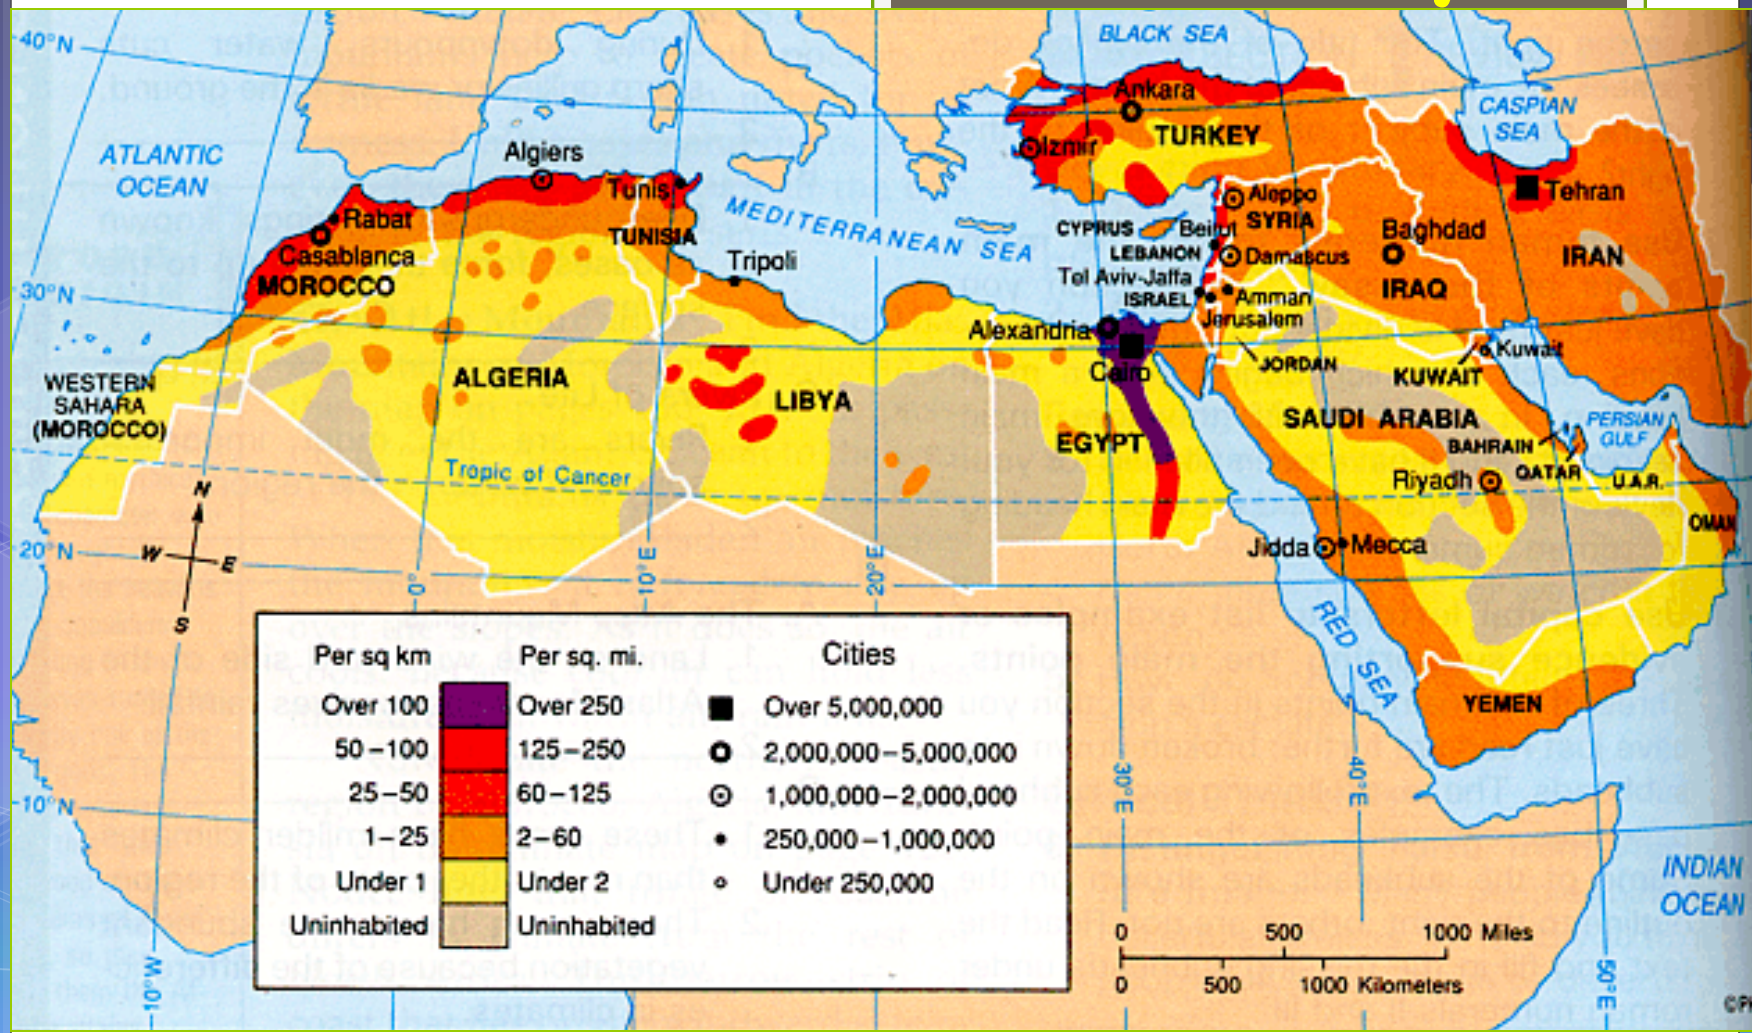 BLACK SEA
40°N
Ankara
CASPIAN
SEA
TURKEY
ATLANTIC
OCEAN
Algiers
Izmir
Tunis
Aleppo
Tehran
Rabat
MEDITERRANEAN SEA
CYPRUS
Beirut
SYRIA
Casablanca
TUNISIA
Baghdad
Tripoli
LEBANON
Damascus
IRAN
MOROCCO
Tel Aviv-Jaffa
30°N
ISRAEL
Amman
IRAQ
Alexandria
Jerusalem
Kuwait
JORDAN
WESTERN
SAHARA
(MOROCCO)
ALGERIA
LIBYA
Cairo
KUWAIT
SAUDI ARABIA
PERSIAN
GULF
EGYPT
BAHRAIN
Tropic of Cancer
Riyadh
QATAR
U.A.R.
N
W
E
S
OMAN
Jidda
Mecca
20°N
0°
10°E
20°E
RED SEA
YEMEN
Per sq km
Per sq. mi.
Cities
Over 100
Over 250
Over 5,000,000
50–100
125–250
2,000,000–5,000,000
25–50
60–125
1,000,000–2,000,000
1–25
2–60
250,000–1,000,000
Under 1
Under 2
Under 250,000
Uninhabited
Uninhabited
30°E
40°E
10°N
INDIAN
OCEAN
0
500
1000 Miles
0
500
1000 Kilometers
10°W
50°E